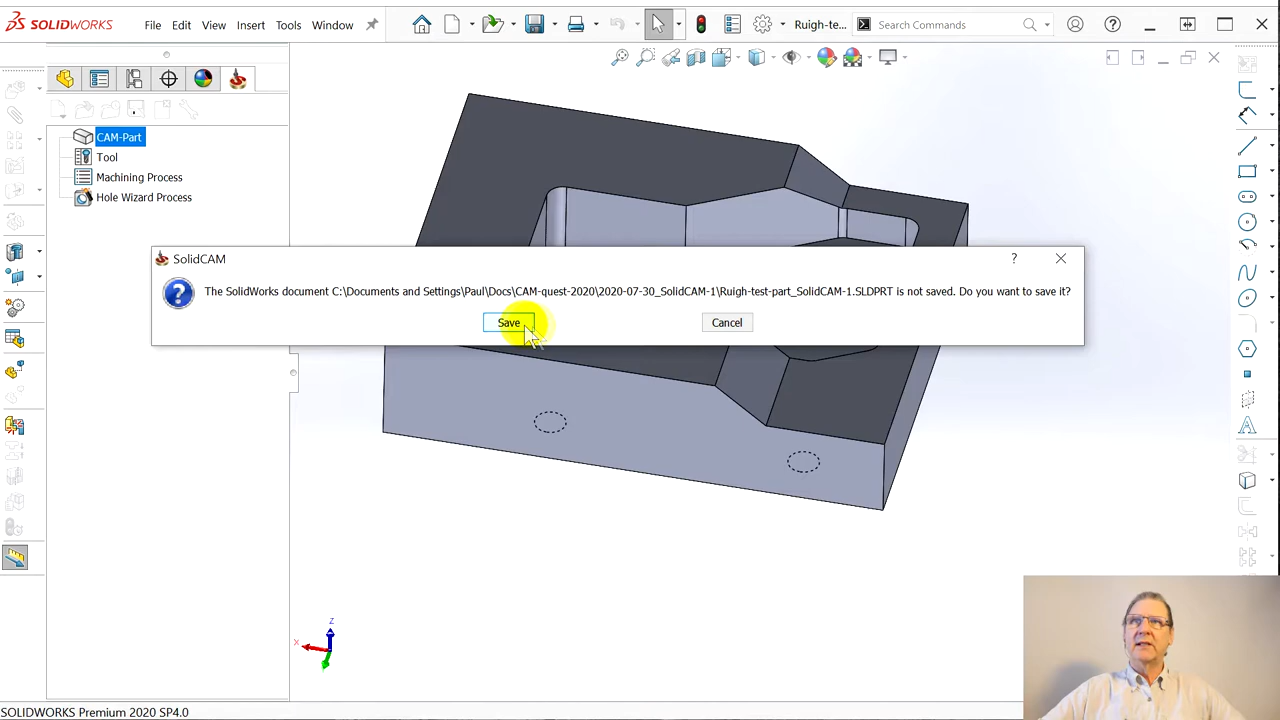 SOLIDWORKS
File Edit View Insert Tools Window
Ruigh-te...
Search Commands
CAM-Part
Tool
Machining Process
Hole Wizard Process
SolidCAM
The SolidWorks document C:\Documents and Settings\Paul\Docs\CAM-quest-2020\2020-07-30_SolidCAM-1\Ruigh-test-part_SolidCAM-1.SLDPRT is not saved. Do you want to save it?
Save Cancel
Z
X
SOLIDWORKS Premium 2020 SP4.0